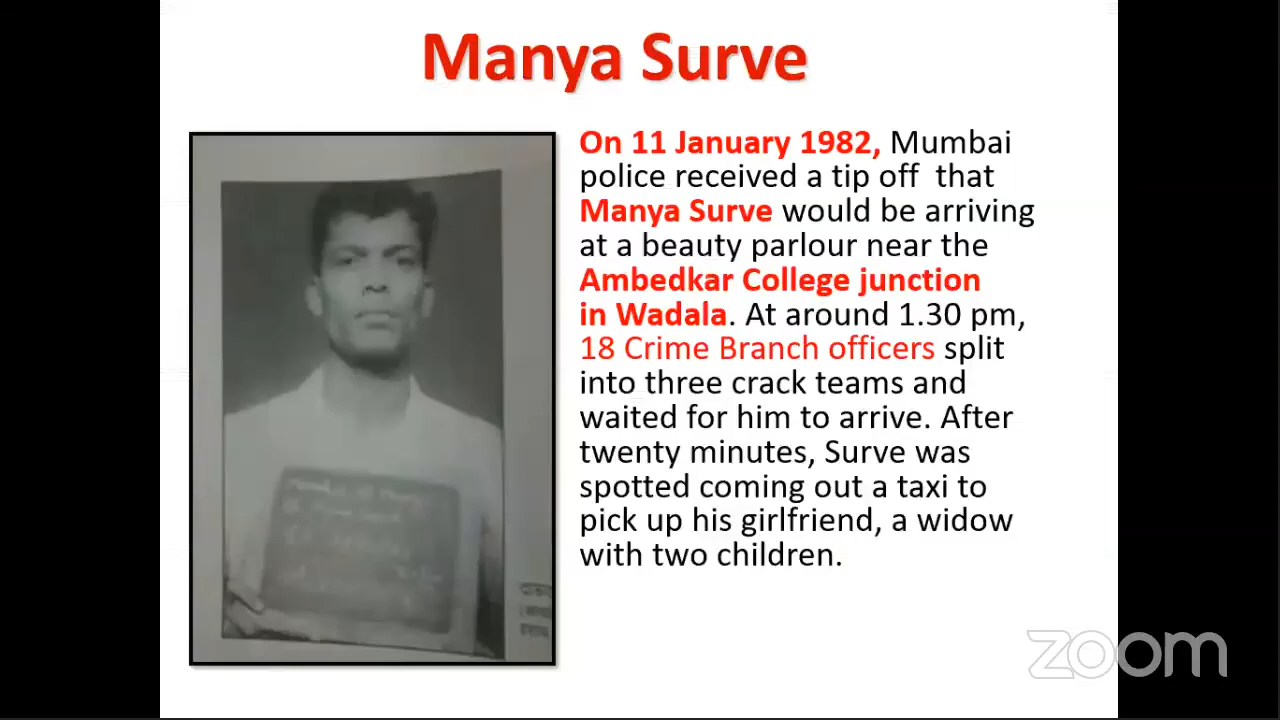 Manya Surve
On 11 January 1982, Mumbai
police received a tip off that
Manya Surve would be arriving
at a beauty parlour near the
Ambedkar College junction
in Wadala. At around 1.30 pm,
18 Crime Branch officers split
into three crack teams and
waited for him to arrive. After
twenty minutes, Surve was
spotted coming out a taxi to
pick up his girlfriend, a widow
with two children.
zoom